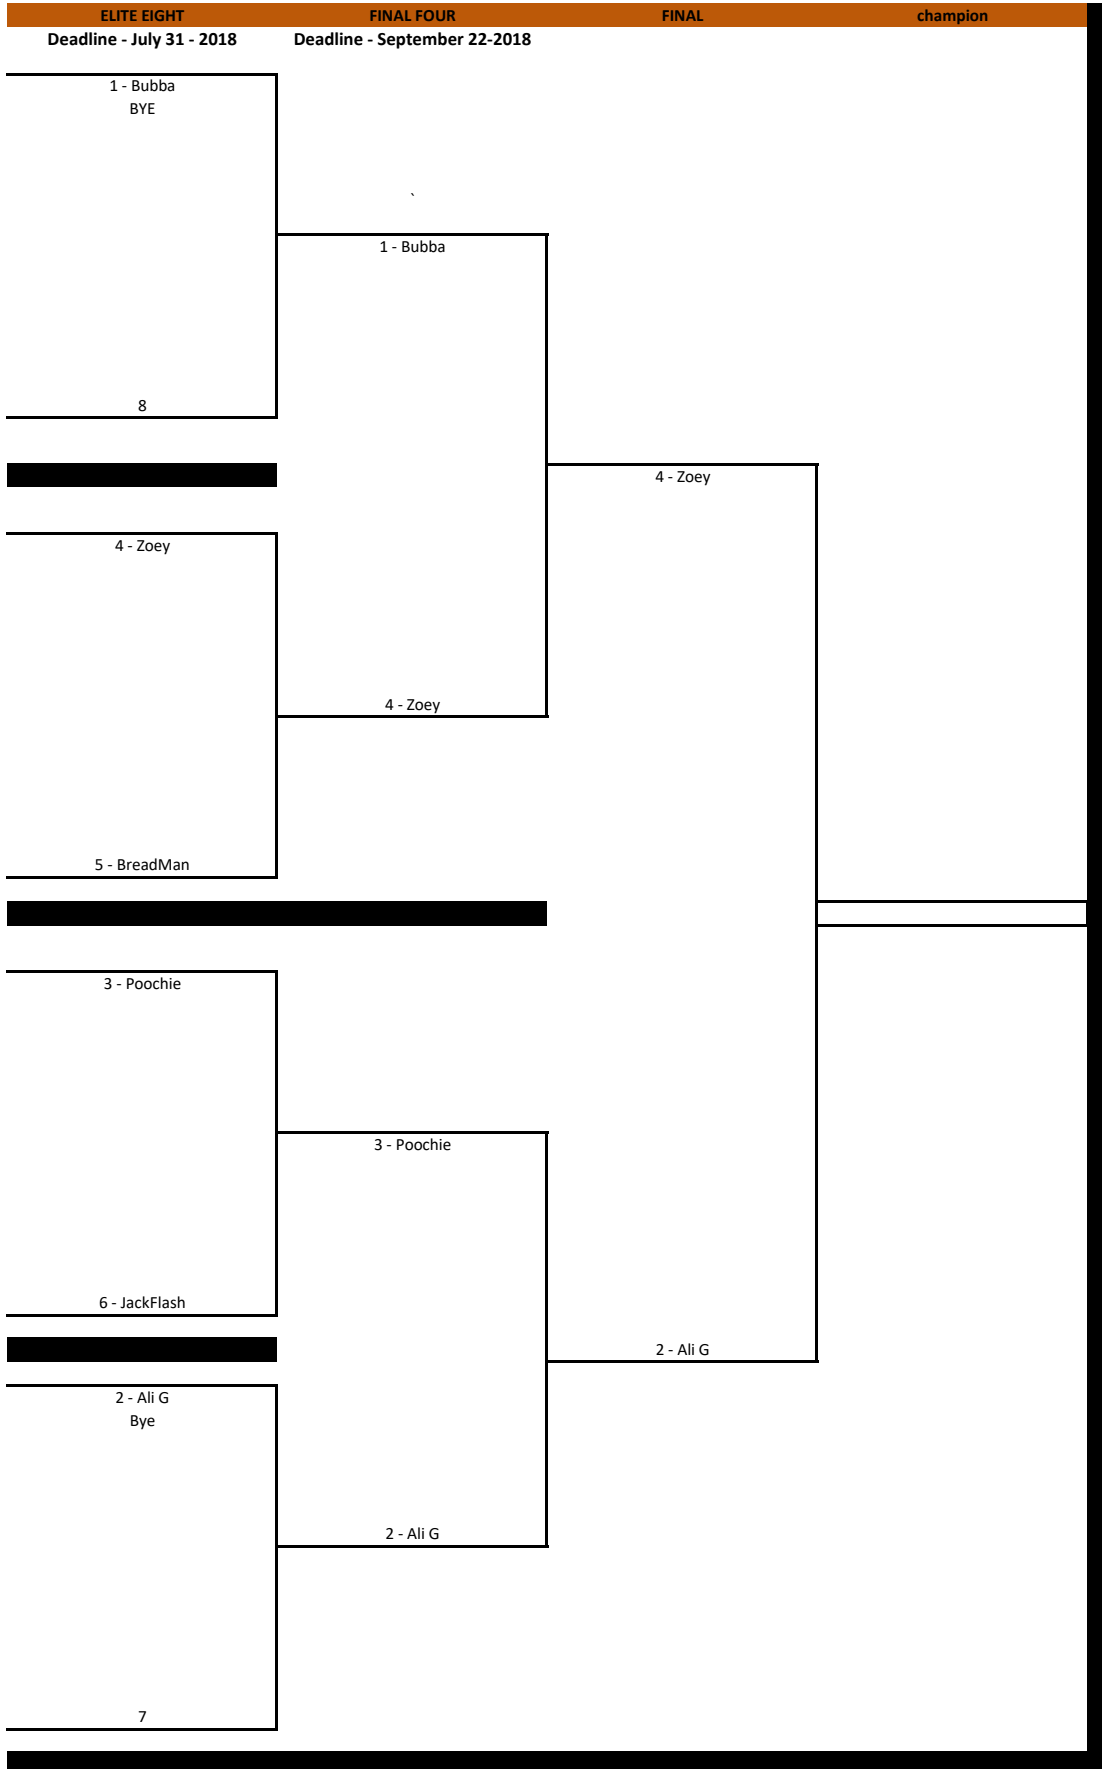 ELITE EIGHT FINAL FOUR FINAL champion
Deadline - July 31 - 2018 Deadline - September 22-2018
1 - Bubba
BYE
`
1 - Bubba
8
4 - Zoey
4 - Zoey
4 - Zoey
5 - BreadMan
3 - Poochie
3 - Poochie
6 - JackFlash
2 - Ali G
2 - Ali G
Bye
2 - Ali G
7